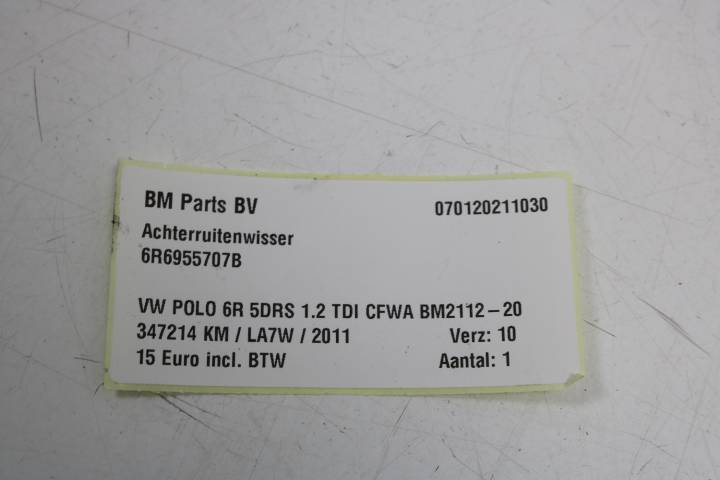 BM Parts BV 070120211030
Achterruitenwisser
6R6955707B
VW POLO 6R 5DRS 1.2 TDI CFWA BM2112-20
347214 KM / LA7W / 2011 Verz: 10
15 Euro incl. BTW Aantal: 1